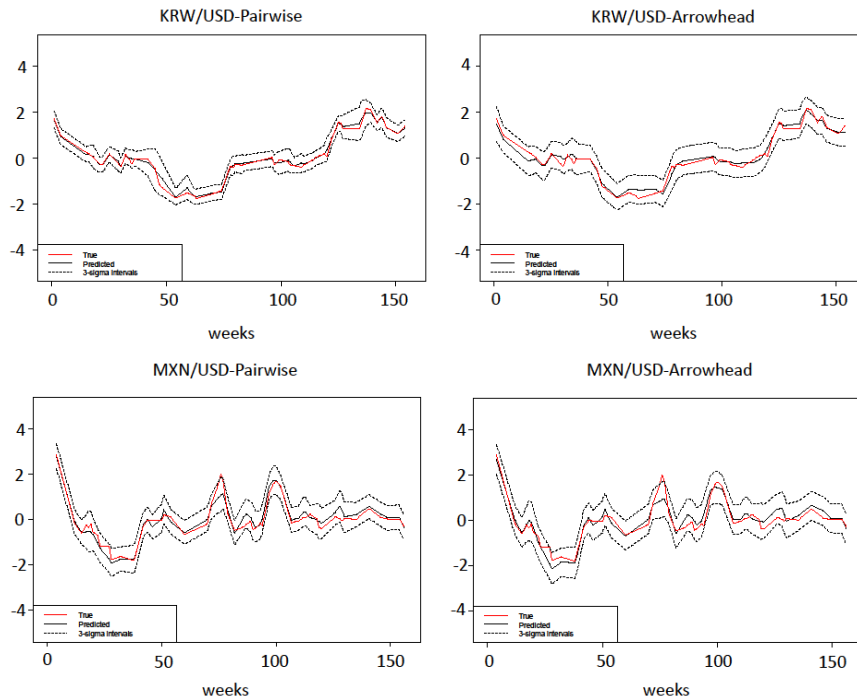 KRW/USD-Pairwise
4
2
0
-2
-4
True
Predicted
3-sigma intervals
0 50 100 150
weeks
KRW/USD-Arrowhead
4
2
0
-2
-4
True
Predicted
3-sigma intervals
0 50 100 150
weeks
MXN/USD-Pairwise
4
2
0
-2
-4
True
Predicted
3-sigma intervals
0 50 100 150
weeks
MXN/USD-Arrowhead
4
2
0
-2
-4
True
Predicted
3-sigma intervals
0 50 100 150
weeks